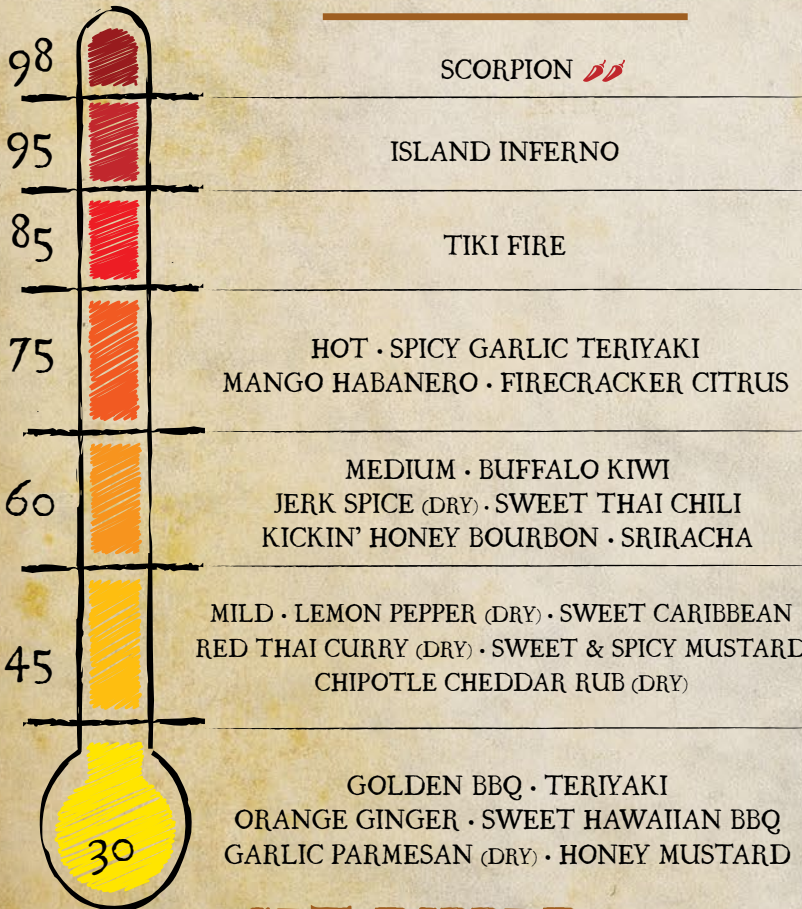 98
SCORPION
95
ISLAND INFERNO
85
TIKI FIRE
75
HOT • SPICY GARLIC TERIYAKI
MANGO HABANERO • FIRECRACKER CITRUS
60
MEDIUM • BUFFALO KIWI
JERK SPICE (DRY) • SWEET THAI CHILI
KICKIN' HONEY BOURBON • SRIRACHA
45
MILD • LEMON PEPPER (DRY) • SWEET CARIBBEAN
RED THAI CURRY (DRY) • SWEET & SPICY MUSTARD
CHIPOTLE CHEDDAR RUB (DRY)
30
GOLDEN BBQ • TERIYAKI
ORANGE GINGER • SWEET HAWAIIAN BBQ
GARLIC PARMESAN (DRY) • HONEY MUSTARD